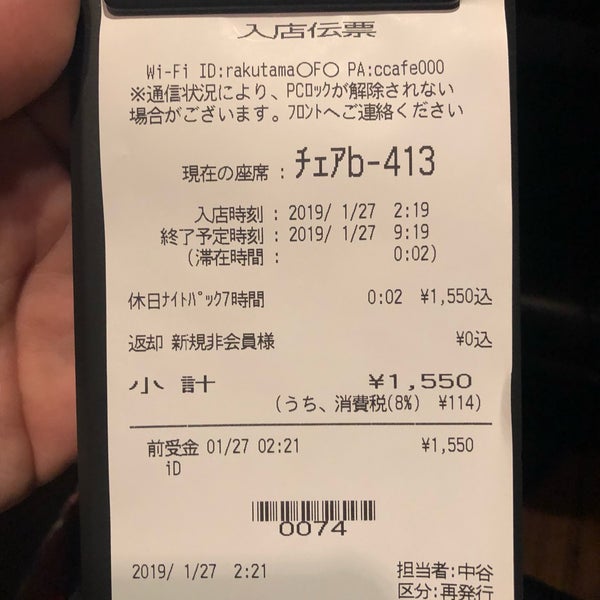 入店伝票
Wi-Fi ID:rakutama〇F〇 PA:ccafe000
※通信状況により、PCﾛｯｸが解除されない
場合がございます。ﾌﾛﾝﾄへご連絡ください
現在の座席 : ﾁｪｱb-413
入店時刻 : 2019/ 1/27 2:19
終了予定時刻 : 2019/ 1/27 9:19
(滞在時間 : 0:02)
休日ﾅｲﾄﾊﾟｯｸ7時間 0:02 ¥1,550込
返却 新規非会員様 ¥0込
小 計 ¥1,550
(うち、消費税(8%) ¥114)
前受金 01/27 02:21 ¥1,550
iD
0074
2019/ 1/27 2:21 担当者:中谷
区分:再発行